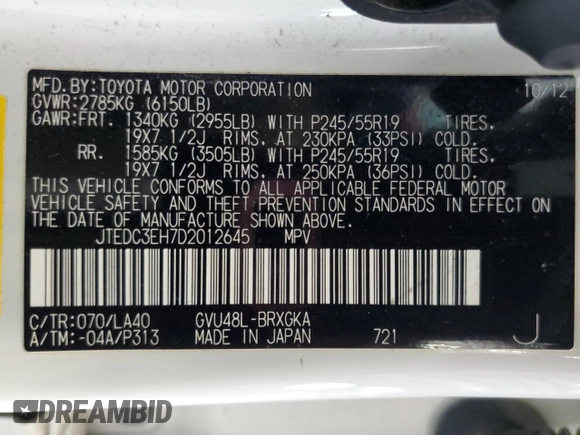 MFD.BY:TOYOTA MOTOR CORPORATION 10/12
GVWR:2785KG (6150LB)
GAWR:FRT. 1340KG (2955LB) WITH P245/55R19 TIRES,
19X7 1/2J RIMS, AT 230KPA (33PSI) COLD.
RR. 1585KG (3505LB) WITH P245/55R19 TIRES,
19X7 1/2J RIMS, AT 250KPA (36PSI) COLD.
THIS VEHICLE CONFORMS TO ALL APPLICABLE FEDERAL MOTOR
VEHICLE SAFETY AND THEFT PREVENTION STANDARDS IN EFFECT
ON THE DATE OF MANUFACTURE SHOWN ABOVE.
JTEDC3EH7D2012645 MPV
C/TR:070/LA40 GVU48L-BRXGKA
A/TM:-04A/P313 MADE IN JAPAN 721 J
DREAMBID